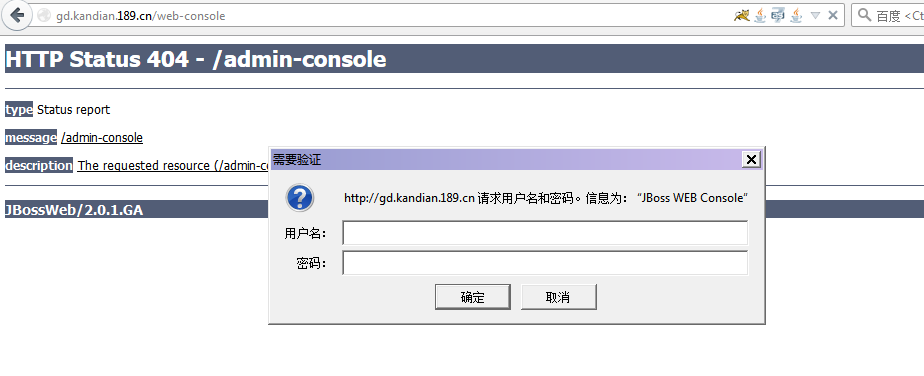 gd.kandian.189.cn/web-console
百度 <Ct
HTTP Status 404 - /admin-console
type Status report
message /admin-console
description The requested resource (/admin-c
JBossWeb/2.0.1.GA
需要验证
http://gd.kandian.189.cn 请求用户名和密码。信息为： “JBoss WEB Console”
用户名：
密码：
确定
取消